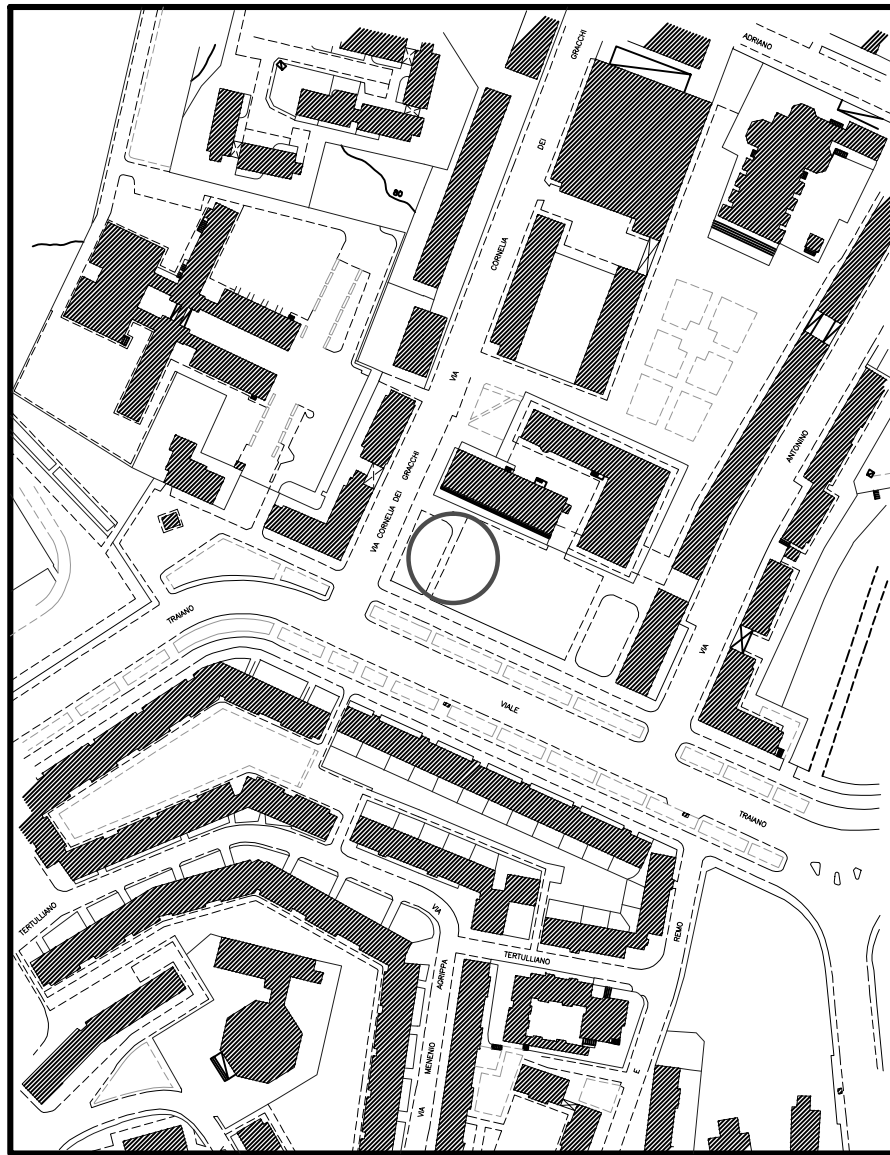 GRACCHI
ADRIANO
DEI
80
CORNELIA
VIA
ANTONINO
GRACCHI
VIA CORNELIA DEI
TRAIANO
VIA
VIALE
TRAIANO
TERTULLIANO
VIA
REMO
TERTULLIANO
AGRIPPA
MENENIO
E
VIA